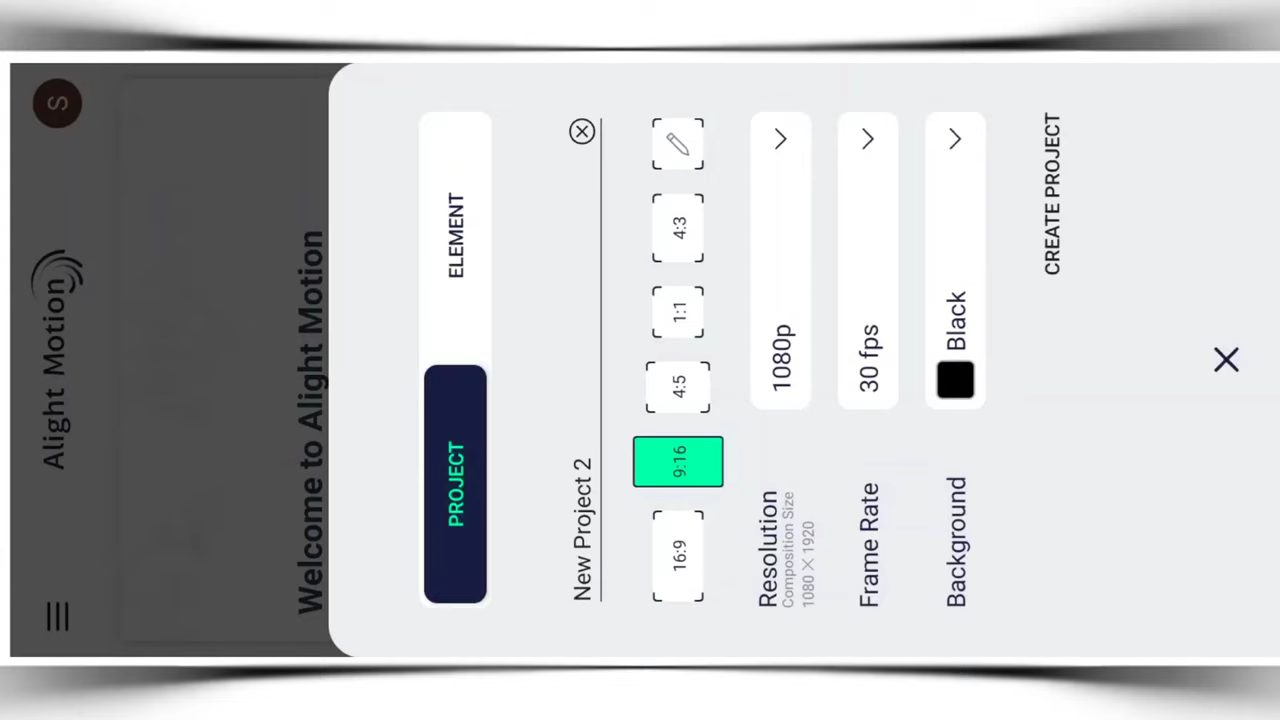 Alight Motion
S
Welcome to Alight Motion
PROJECT
ELEMENT
New Project 2
16:9
9:16
4:5
1:1
4:3
Resolution
Composition Size
1080 × 1920
1080p
Frame Rate
30 fps
Background
Black
CREATE PROJECT